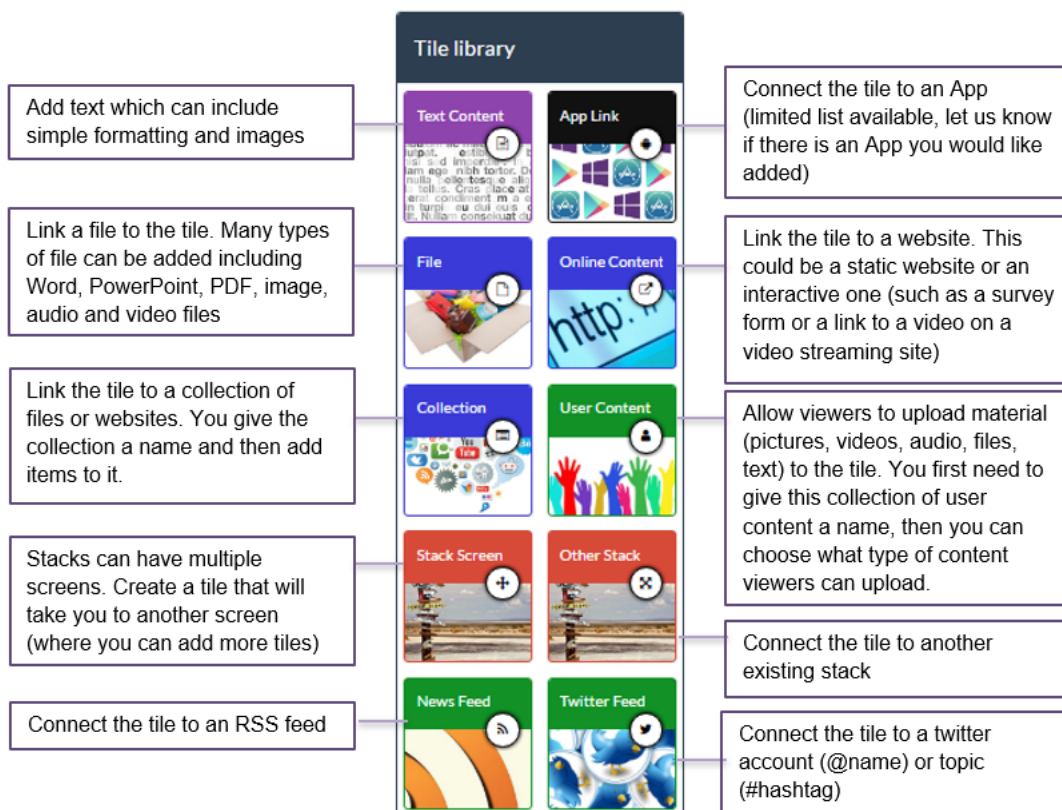 Tile library
Add text which can include
simple formatting and images
Text Content
App Link
Connect the tile to an App
(limited list available, let us know
if there is an App you would like
added)
Link a file to the tile. Many types
of file can be added including
Word, PowerPoint, PDF, image,
audio and video files
File
Online Content
http:
Link the tile to a website. This
could be a static website or an
interactive one (such as a survey
form or a link to a video on a
video streaming site)
Link the tile to a collection of
files or websites. You give the
collection a name and then add
items to it.
Collection
You
Tube
User Content
Allow viewers to upload material
(pictures, videos, audio, files,
text) to the tile. You first need to
give this collection of user
content a name, then you can
choose what type of content
viewers can upload.
Stacks can have multiple
screens. Create a tile that will
take you to another screen
(where you can add more tiles)
Stack Screen
Other Stack
Connect the tile to another
existing stack
Connect the tile to an RSS feed
News Feed
Twitter Feed
Connect the tile to a twitter
account (@name) or topic
(#hashtag)